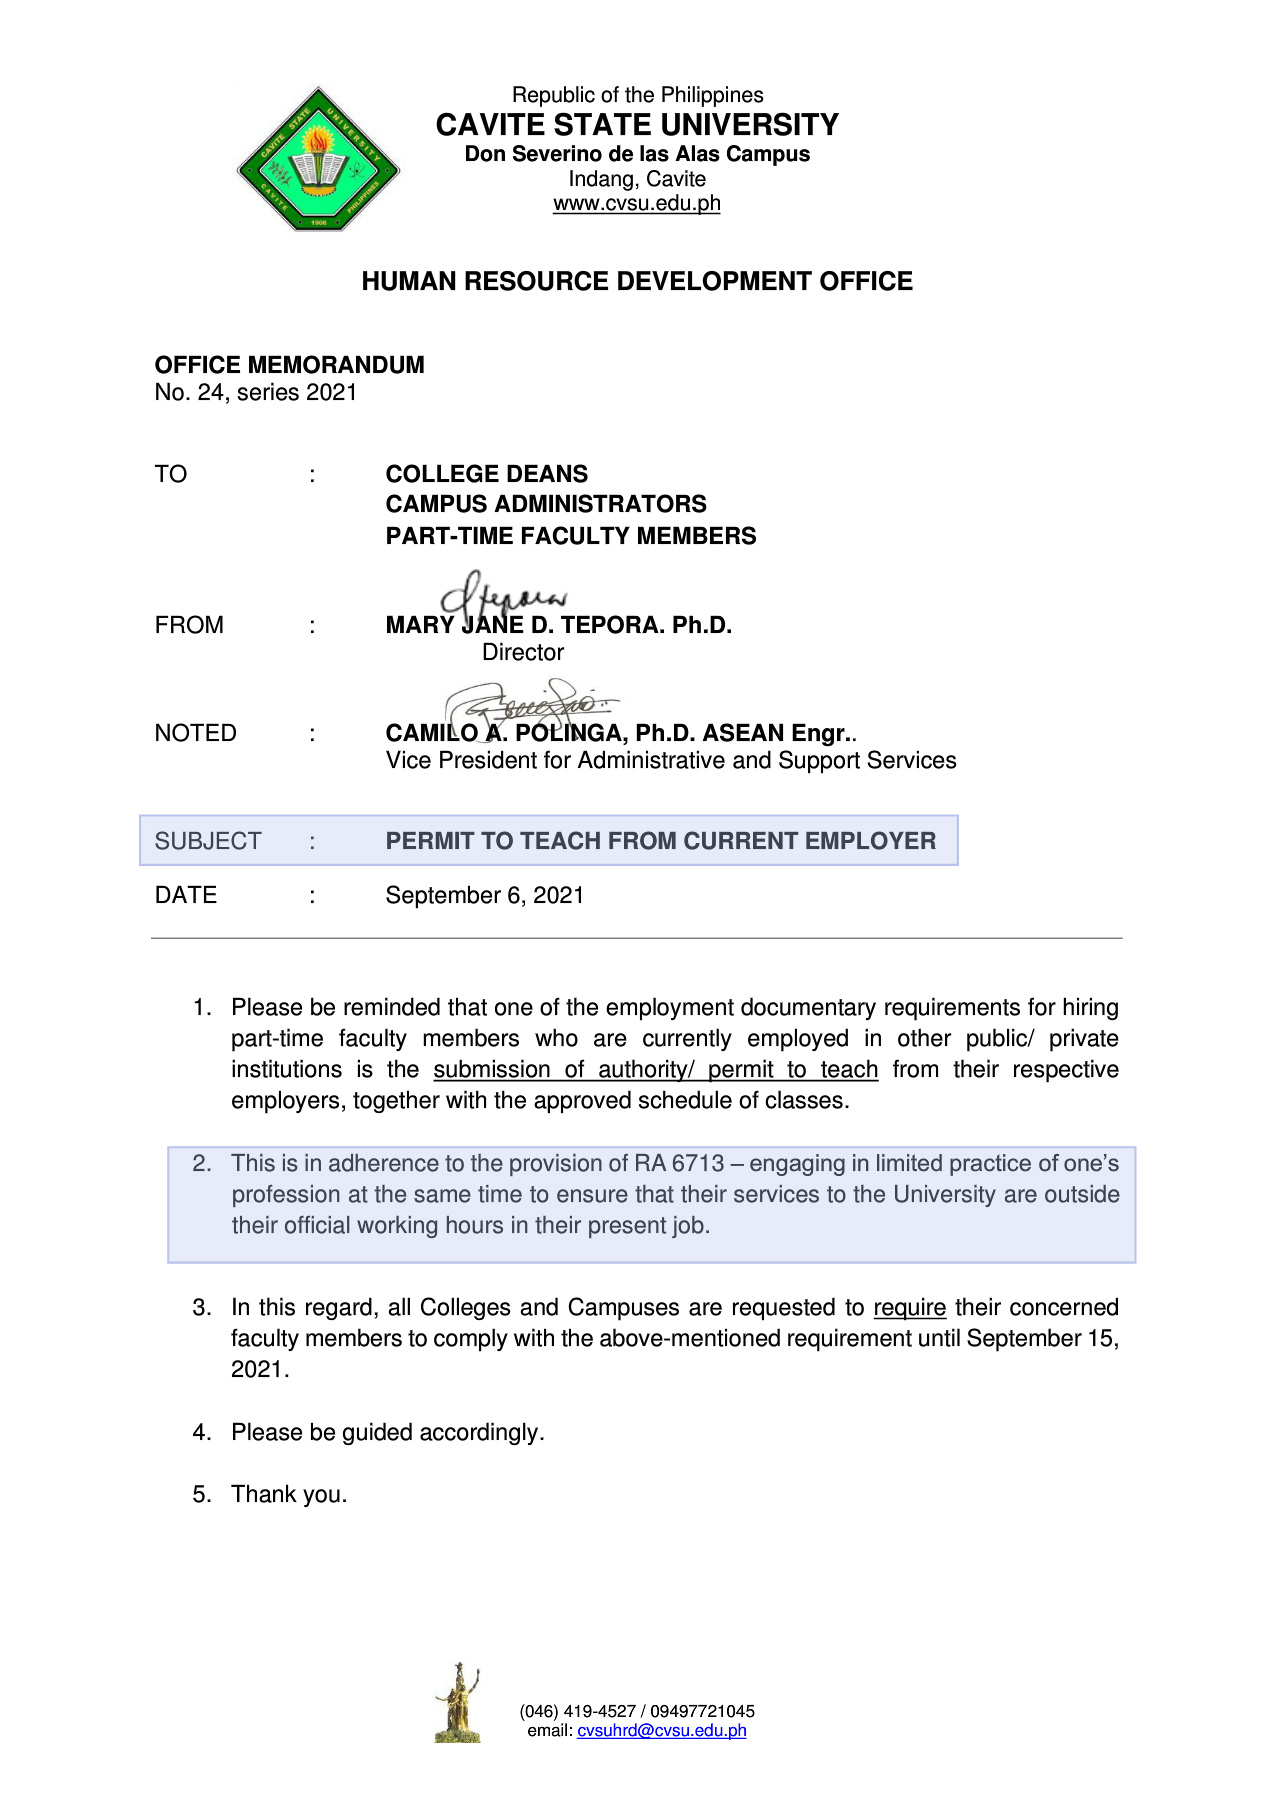 Republic of the Philippines
CAVITE STATE UNIVERSITY
Don Severino de las Alas Campus
Indang, Cavite
www.cvsu.edu.ph
CAVITE STATE UNIVERSITY
CAVITE PHILIPPINES
1906
HUMAN RESOURCE DEVELOPMENT OFFICE
OFFICE MEMORANDUM
No. 24, series 2021
TO : COLLEGE DEANS
CAMPUS ADMINISTRATORS
PART-TIME FACULTY MEMBERS
FROM : MARY JANE D. TEPORA. Ph.D.
Director
NOTED : CAMILO A. POLINGA, Ph.D. ASEAN Engr..
Vice President for Administrative and Support Services
SUBJECT : PERMIT TO TEACH FROM CURRENT EMPLOYER
DATE : September 6, 2021
1. Please be reminded that one of the employment documentary requirements for hiring
part-time faculty members who are currently employed in other public/ private
institutions is the submission of authority/ permit to teach from their respective
employers, together with the approved schedule of classes.
2. This is in adherence to the provision of RA 6713 – engaging in limited practice of one's
profession at the same time to ensure that their services to the University are outside
their official working hours in their present job.
3. In this regard, all Colleges and Campuses are requested to require their concerned
faculty members to comply with the above-mentioned requirement until September 15,
2021.
4. Please be guided accordingly.
5. Thank you.
(046) 419-4527 / 09497721045
email: cvsuhrd@cvsu.edu.ph